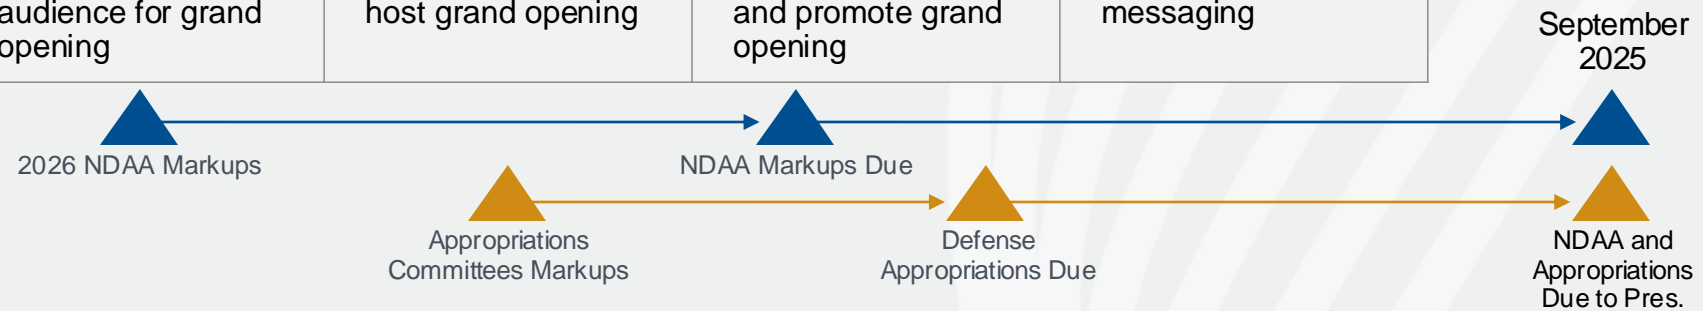 audience for grand
opening
host grand opening
and promote grand
opening
messaging
September
2025
2026 NDAA Markups
NDAA Markups Due
Appropriations
Committees Markups
Defense
Appropriations Due
NDAA and
Appropriations
Due to Pres.